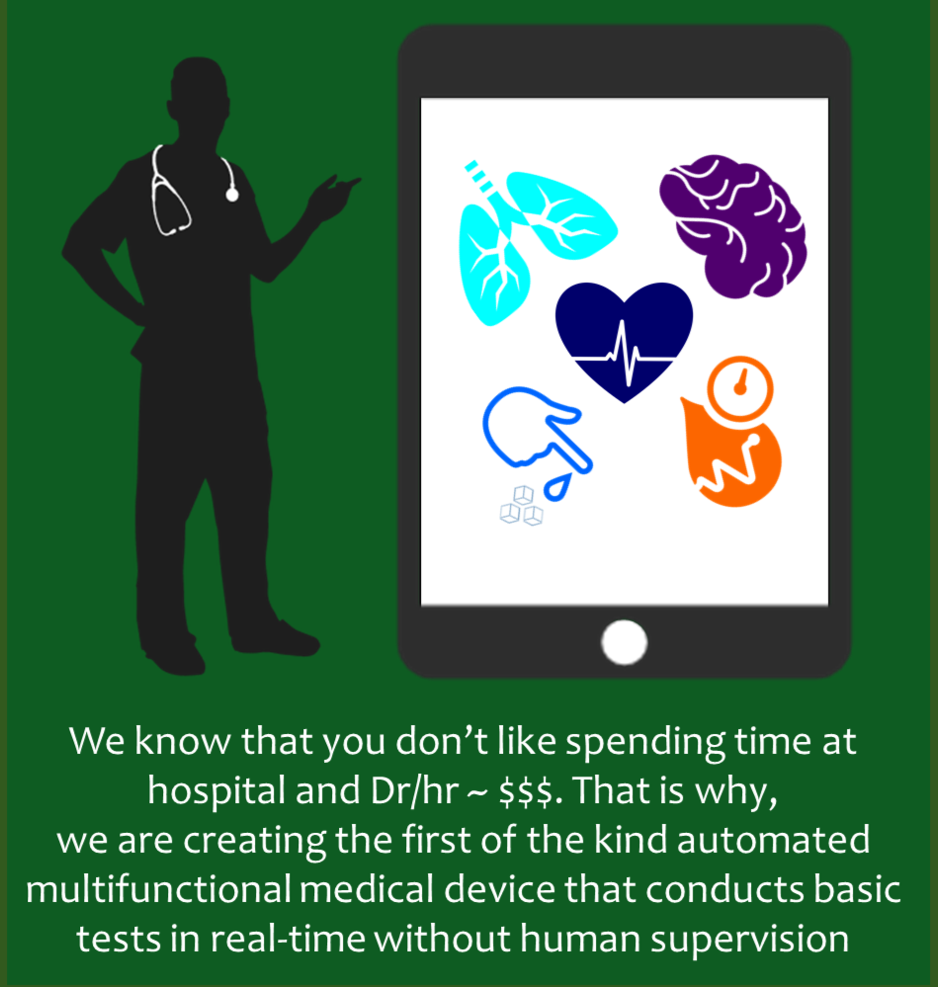 We know that you don’t like spending time at
hospital and Dr/hr ~ $$$. That is why,
we are creating the first of the kind automated
multifunctional medical device that conducts basic
tests in real-time without human supervision